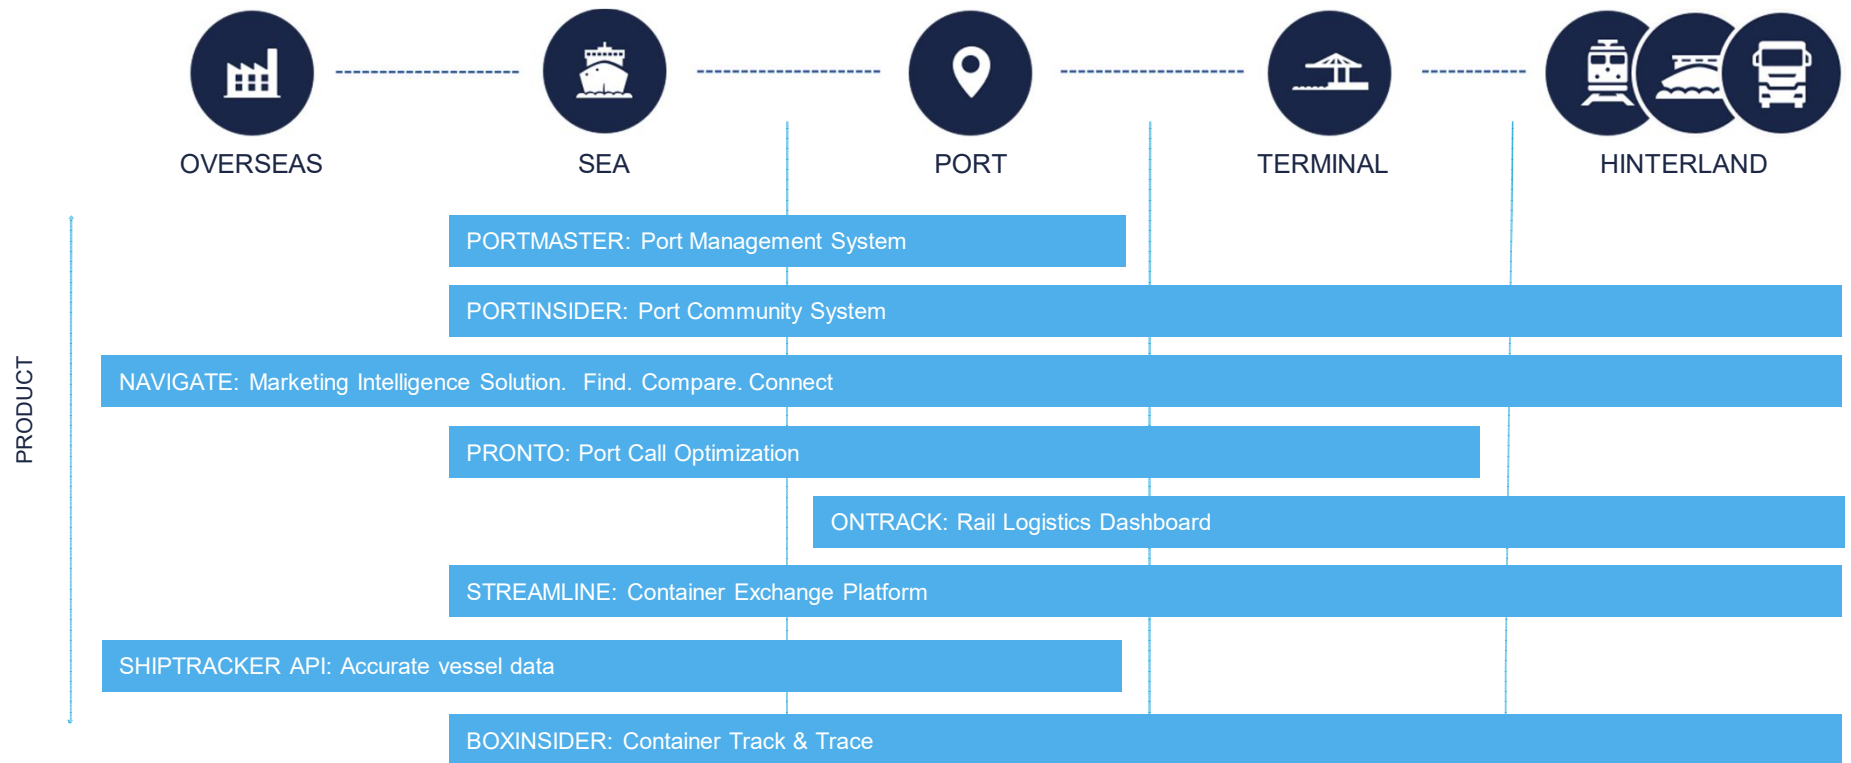 OVERSEAS
SEA
PORT
TERMINAL
HINTERLAND
PRODUCT
PORTMASTER: Port Management System
PORTINSIDER: Port Community System
NAVIGATE: Marketing Intelligence Solution. Find. Compare. Connect
PRONTO: Port Call Optimization
ONTRACK: Rail Logistics Dashboard
STREAMLINE: Container Exchange Platform
SHIPTRACKER API: Accurate vessel data
BOXINSIDER: Container Track & Trace